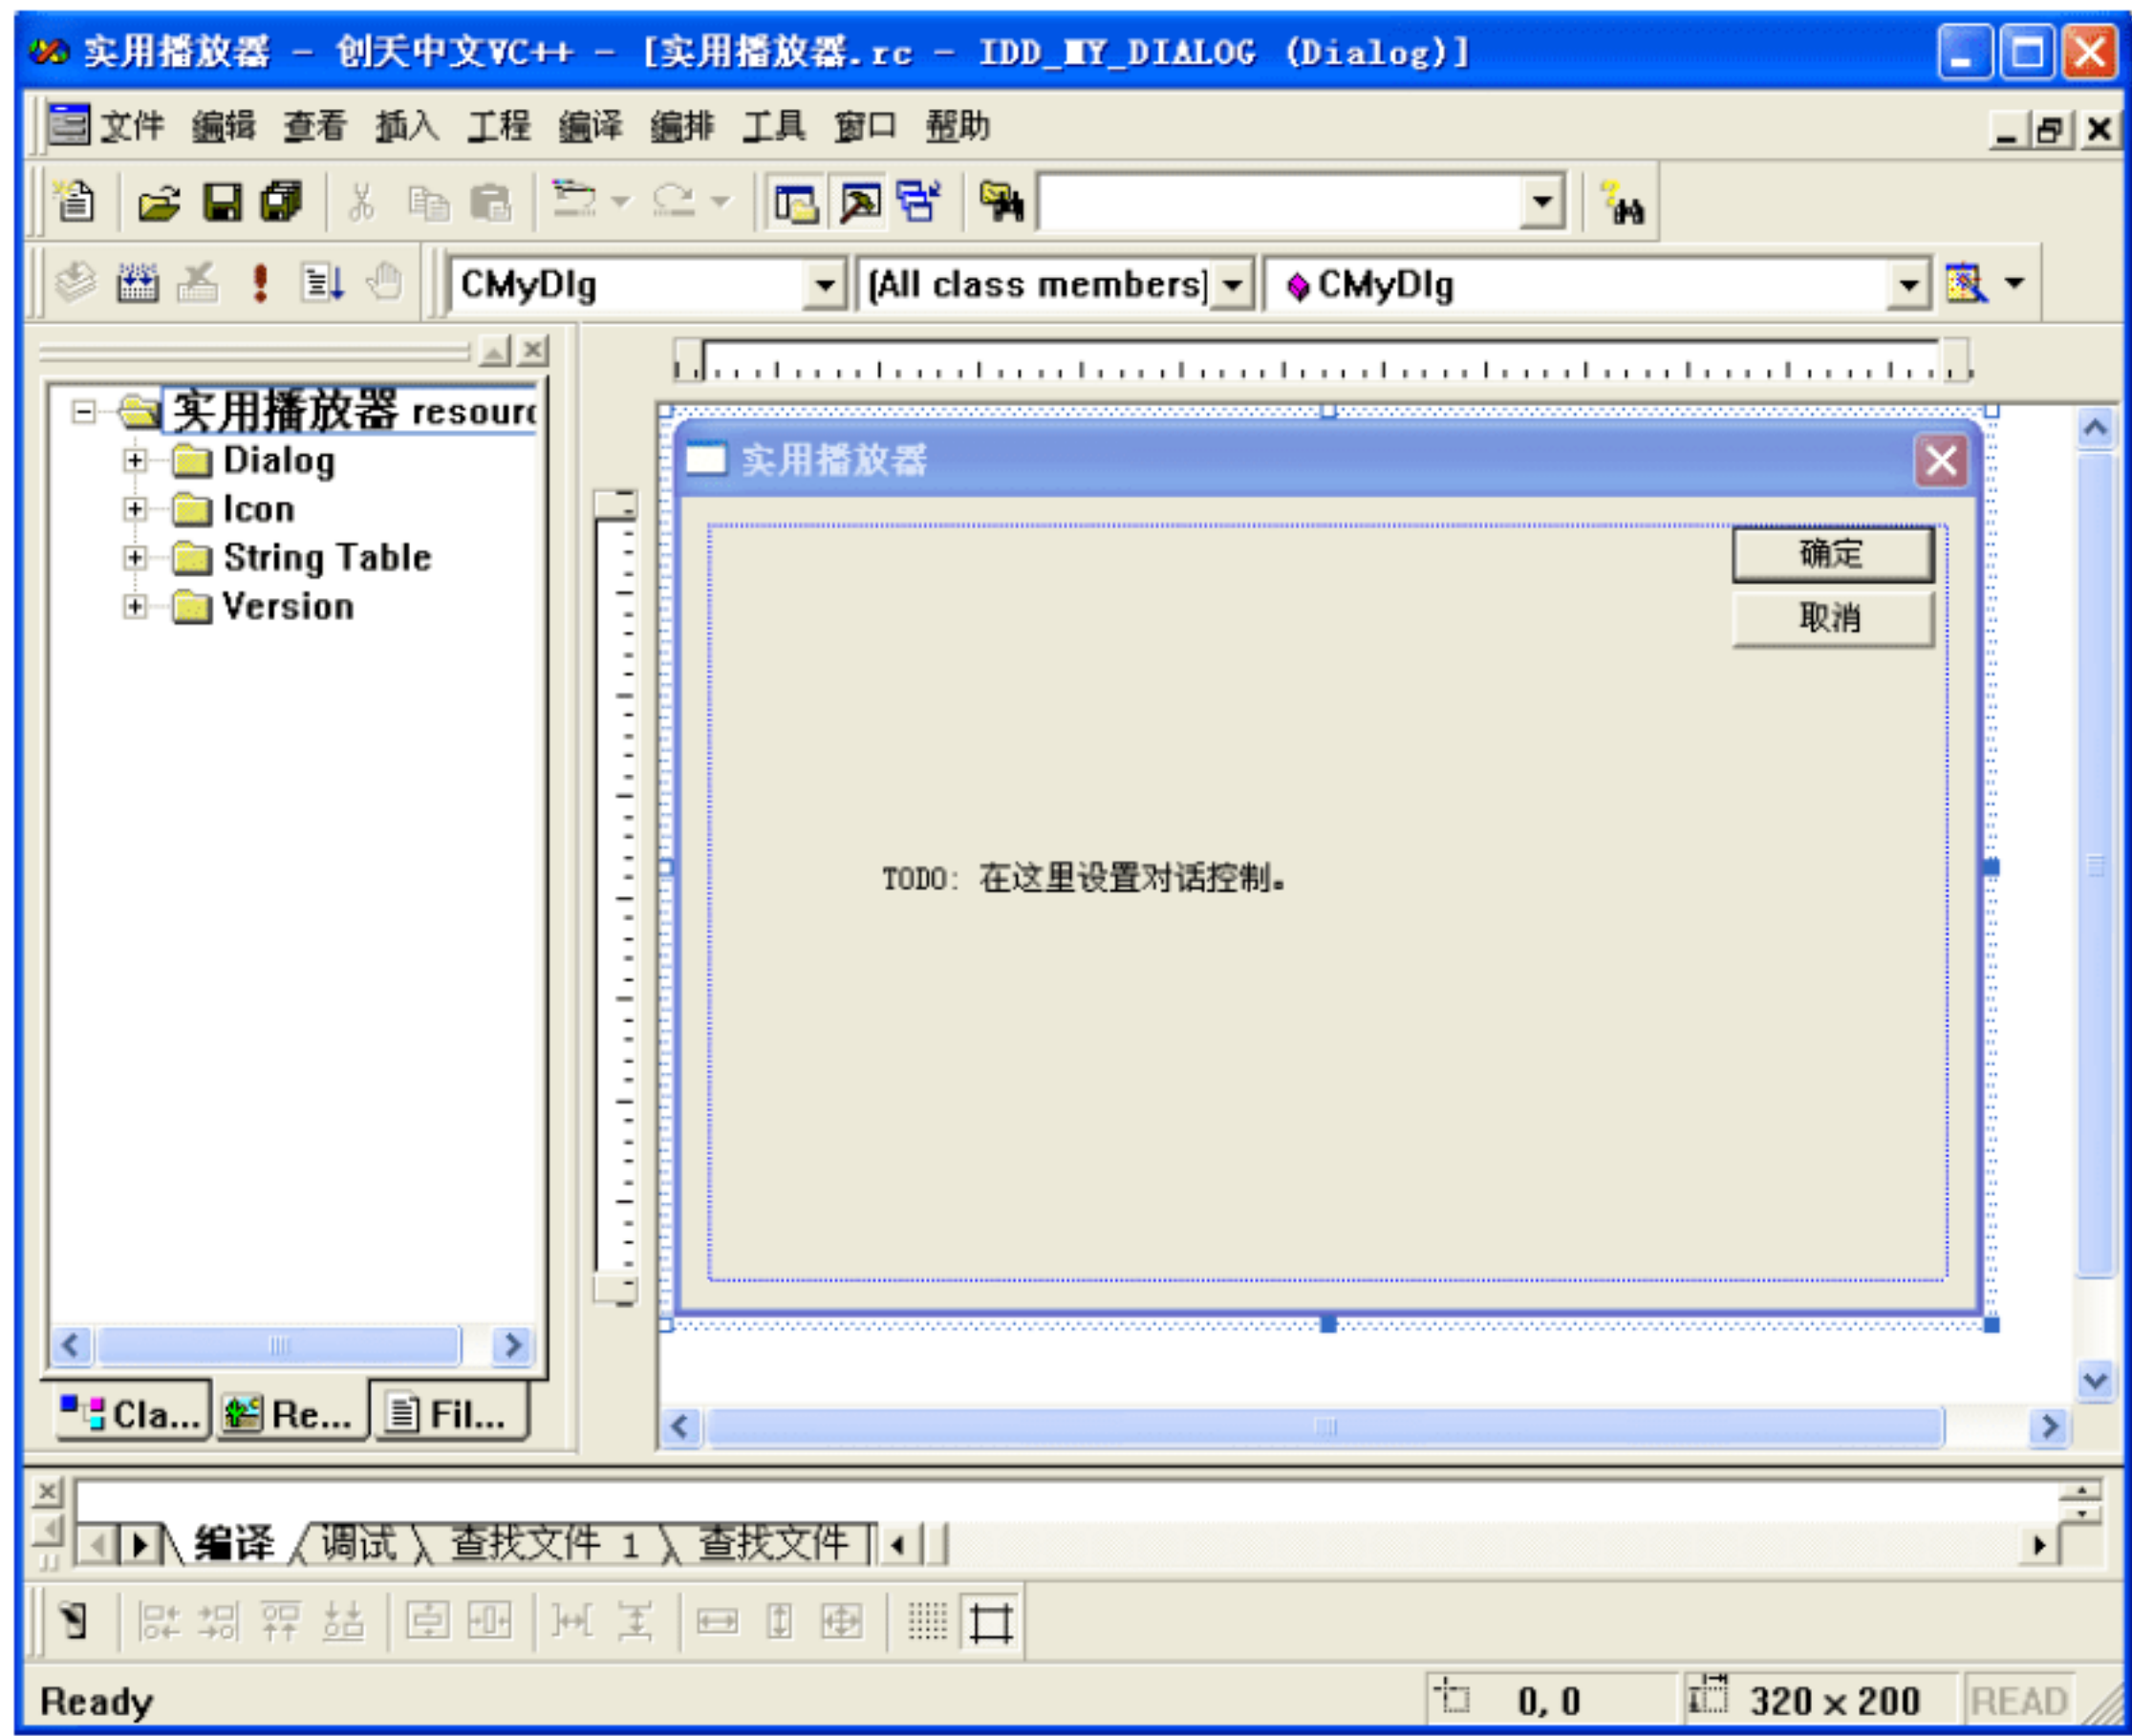 实用播放器 - 创天中文VC++ - [实用播放器.rc - IDD_MY_DIALOG (Dialog)]
文件 编辑 查看 插入 工程 编译 编排 工具 窗口 帮助
CMyDlg (All class members) CMyDlg
实用播放器 resourc
Dialog
Icon
String Table
Version
Cla... Re... Fil...
实用播放器
确定
取消
TODO: 在这里设置对话控制。
编译 调试 查找文件 1 查找文件
Ready 0, 0 320 × 200 READ